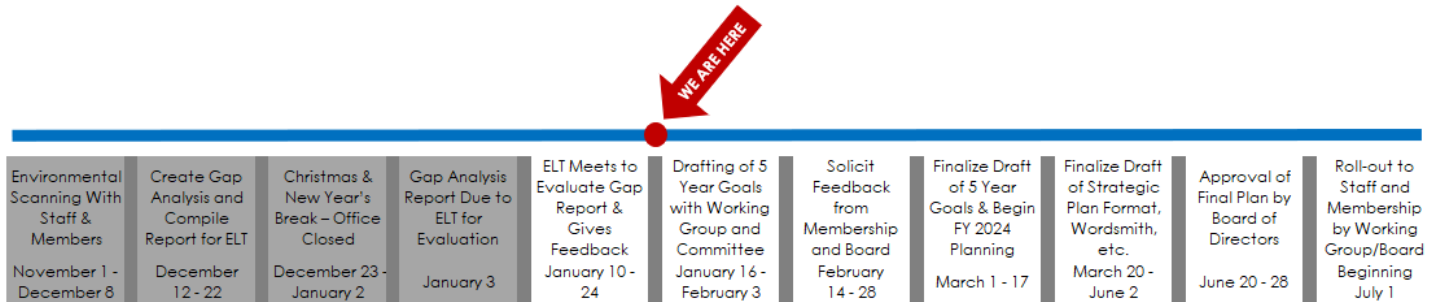 WE ARE HERE
Environmental
Scanning With
Staff &
Members
November 1 -
December 8
Create Gap
Analysis and
Compile
Report for ELT
December
12 - 22
Christmas &
New Year's
Break – Office
Closed
December 23 -
January 2
Gap Analysis
Report Due to
ELT for
Evaluation
January 3
ELT Meets to
Evaluate Gap
Report &
Gives
Feedback
January 10 -
24
Drafting of 5
Year Goals
with Working
Group and
Committee
January 16 -
February 3
Solicit
Feedback
from
Membership
and Board
February
14 - 28
Finalize Draft
of 5 Year
Goals & Begin
FY 2024
Planning
March 1 - 17
Finalize Draft
of Strategic
Plan Format,
Wordsmith,
etc.
March 20 -
June 2
Approval of
Final Plan by
Board of
Directors
June 20 - 28
Roll-out to
Staff and
Membership
by Working
Group/Board
Beginning
July 1